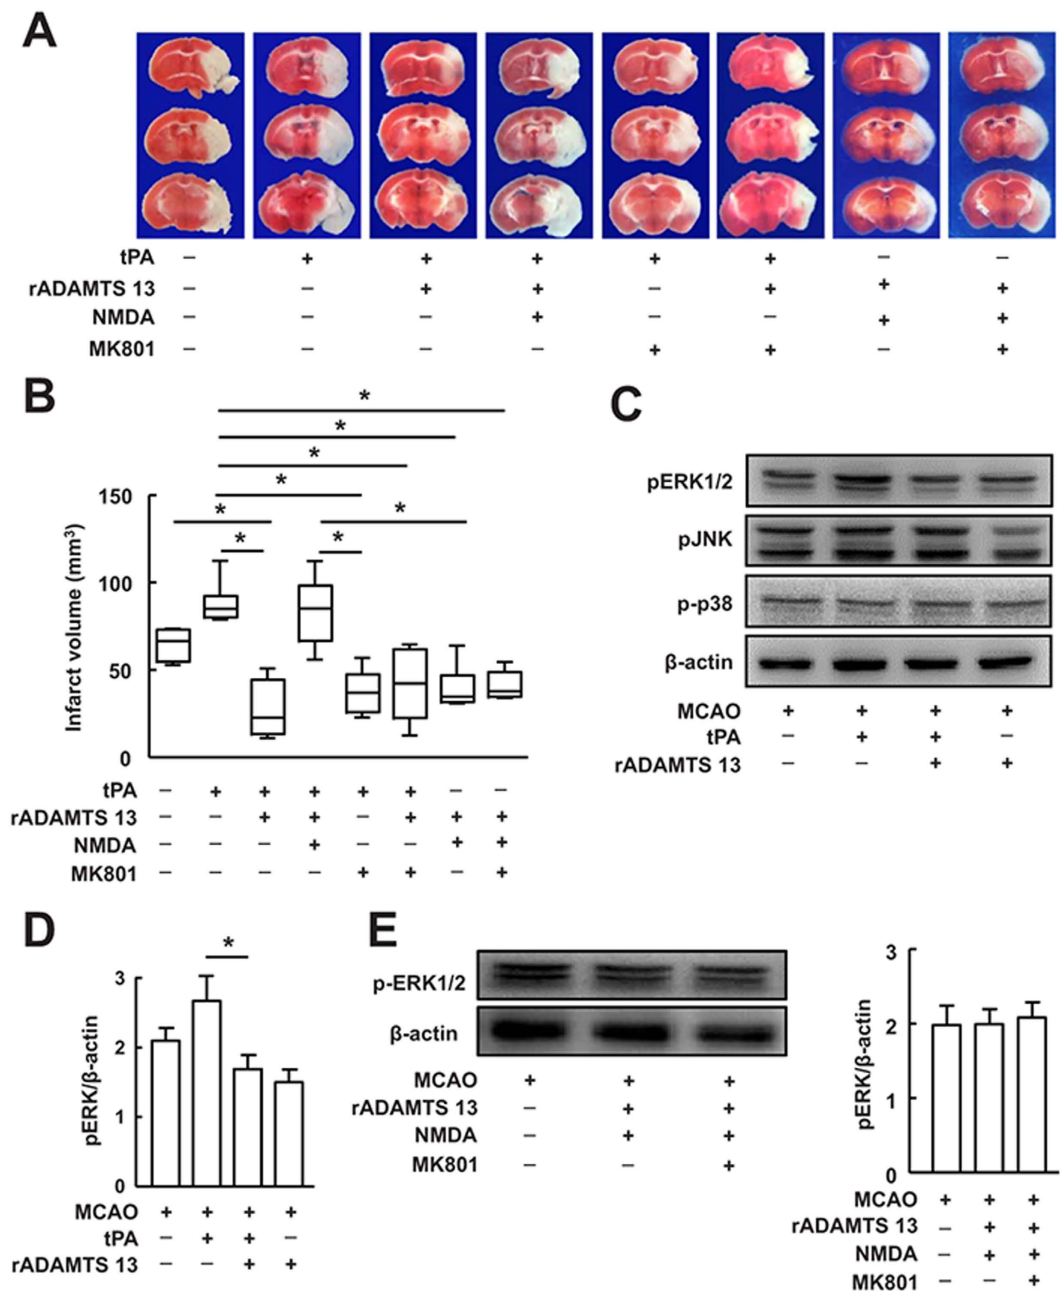 A
tPA − + + + + + − −
rADAMTS 13 − − + + − + + +
NMDA − − − + − − + +
MK801 − − − − + + − +
B
*
*
*
* *
* *
* *
Infarct volume (mm³)
150
100
50
0
tPA − + + + + + − −
rADAMTS 13 − − + + − + + +
NMDA − − − + − − + +
MK801 − − − − + + − +
C
pERK1/2
pJNK
p-p38
β-actin
MCAO + + + +
tPA − + + −
rADAMTS 13 − − + +
D
*
pERK/β-actin
3
2
1
0
MCAO + + + +
tPA − + + −
rADAMTS 13 − − + +
E
p-ERK1/2
β-actin
MCAO + + +
rADAMTS 13 − + +
NMDA − + +
MK801 − − +
pERK/β-actin
3
2
1
0
MCAO + + +
rADAMTS 13 − + +
NMDA − + +
MK801 − − +